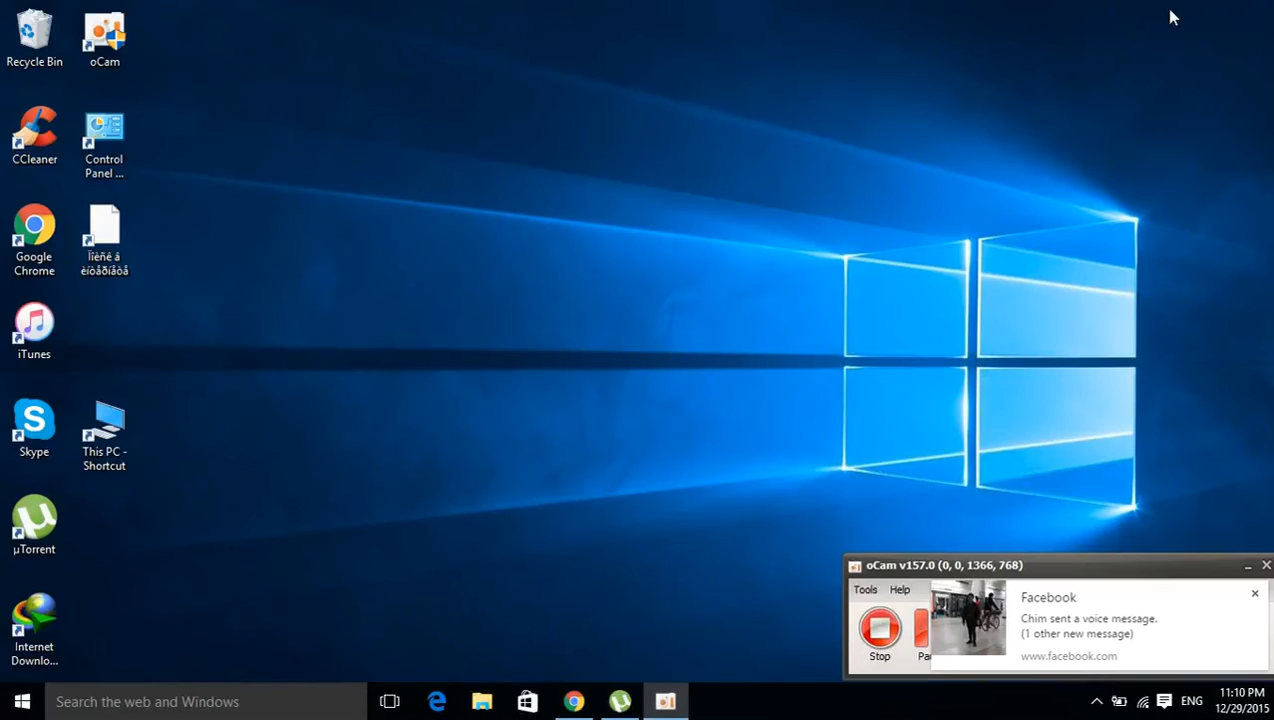 Recycle Bin
oCam
CCleaner
Control
Panel ...
Google
Chrome
Ïîèñê â
èíòåðíåòå
iTunes
Skype
This PC -
Shortcut
µTorrent
Internet
Downlo...
oCam v157.0 (0, 0, 1366, 768)
Tools
Help
Stop
Pau
Facebook
Chim sent a voice message.
(1 other new message)
www.facebook.com
Search the web and Windows
ENG
11:10 PM
12/29/2015